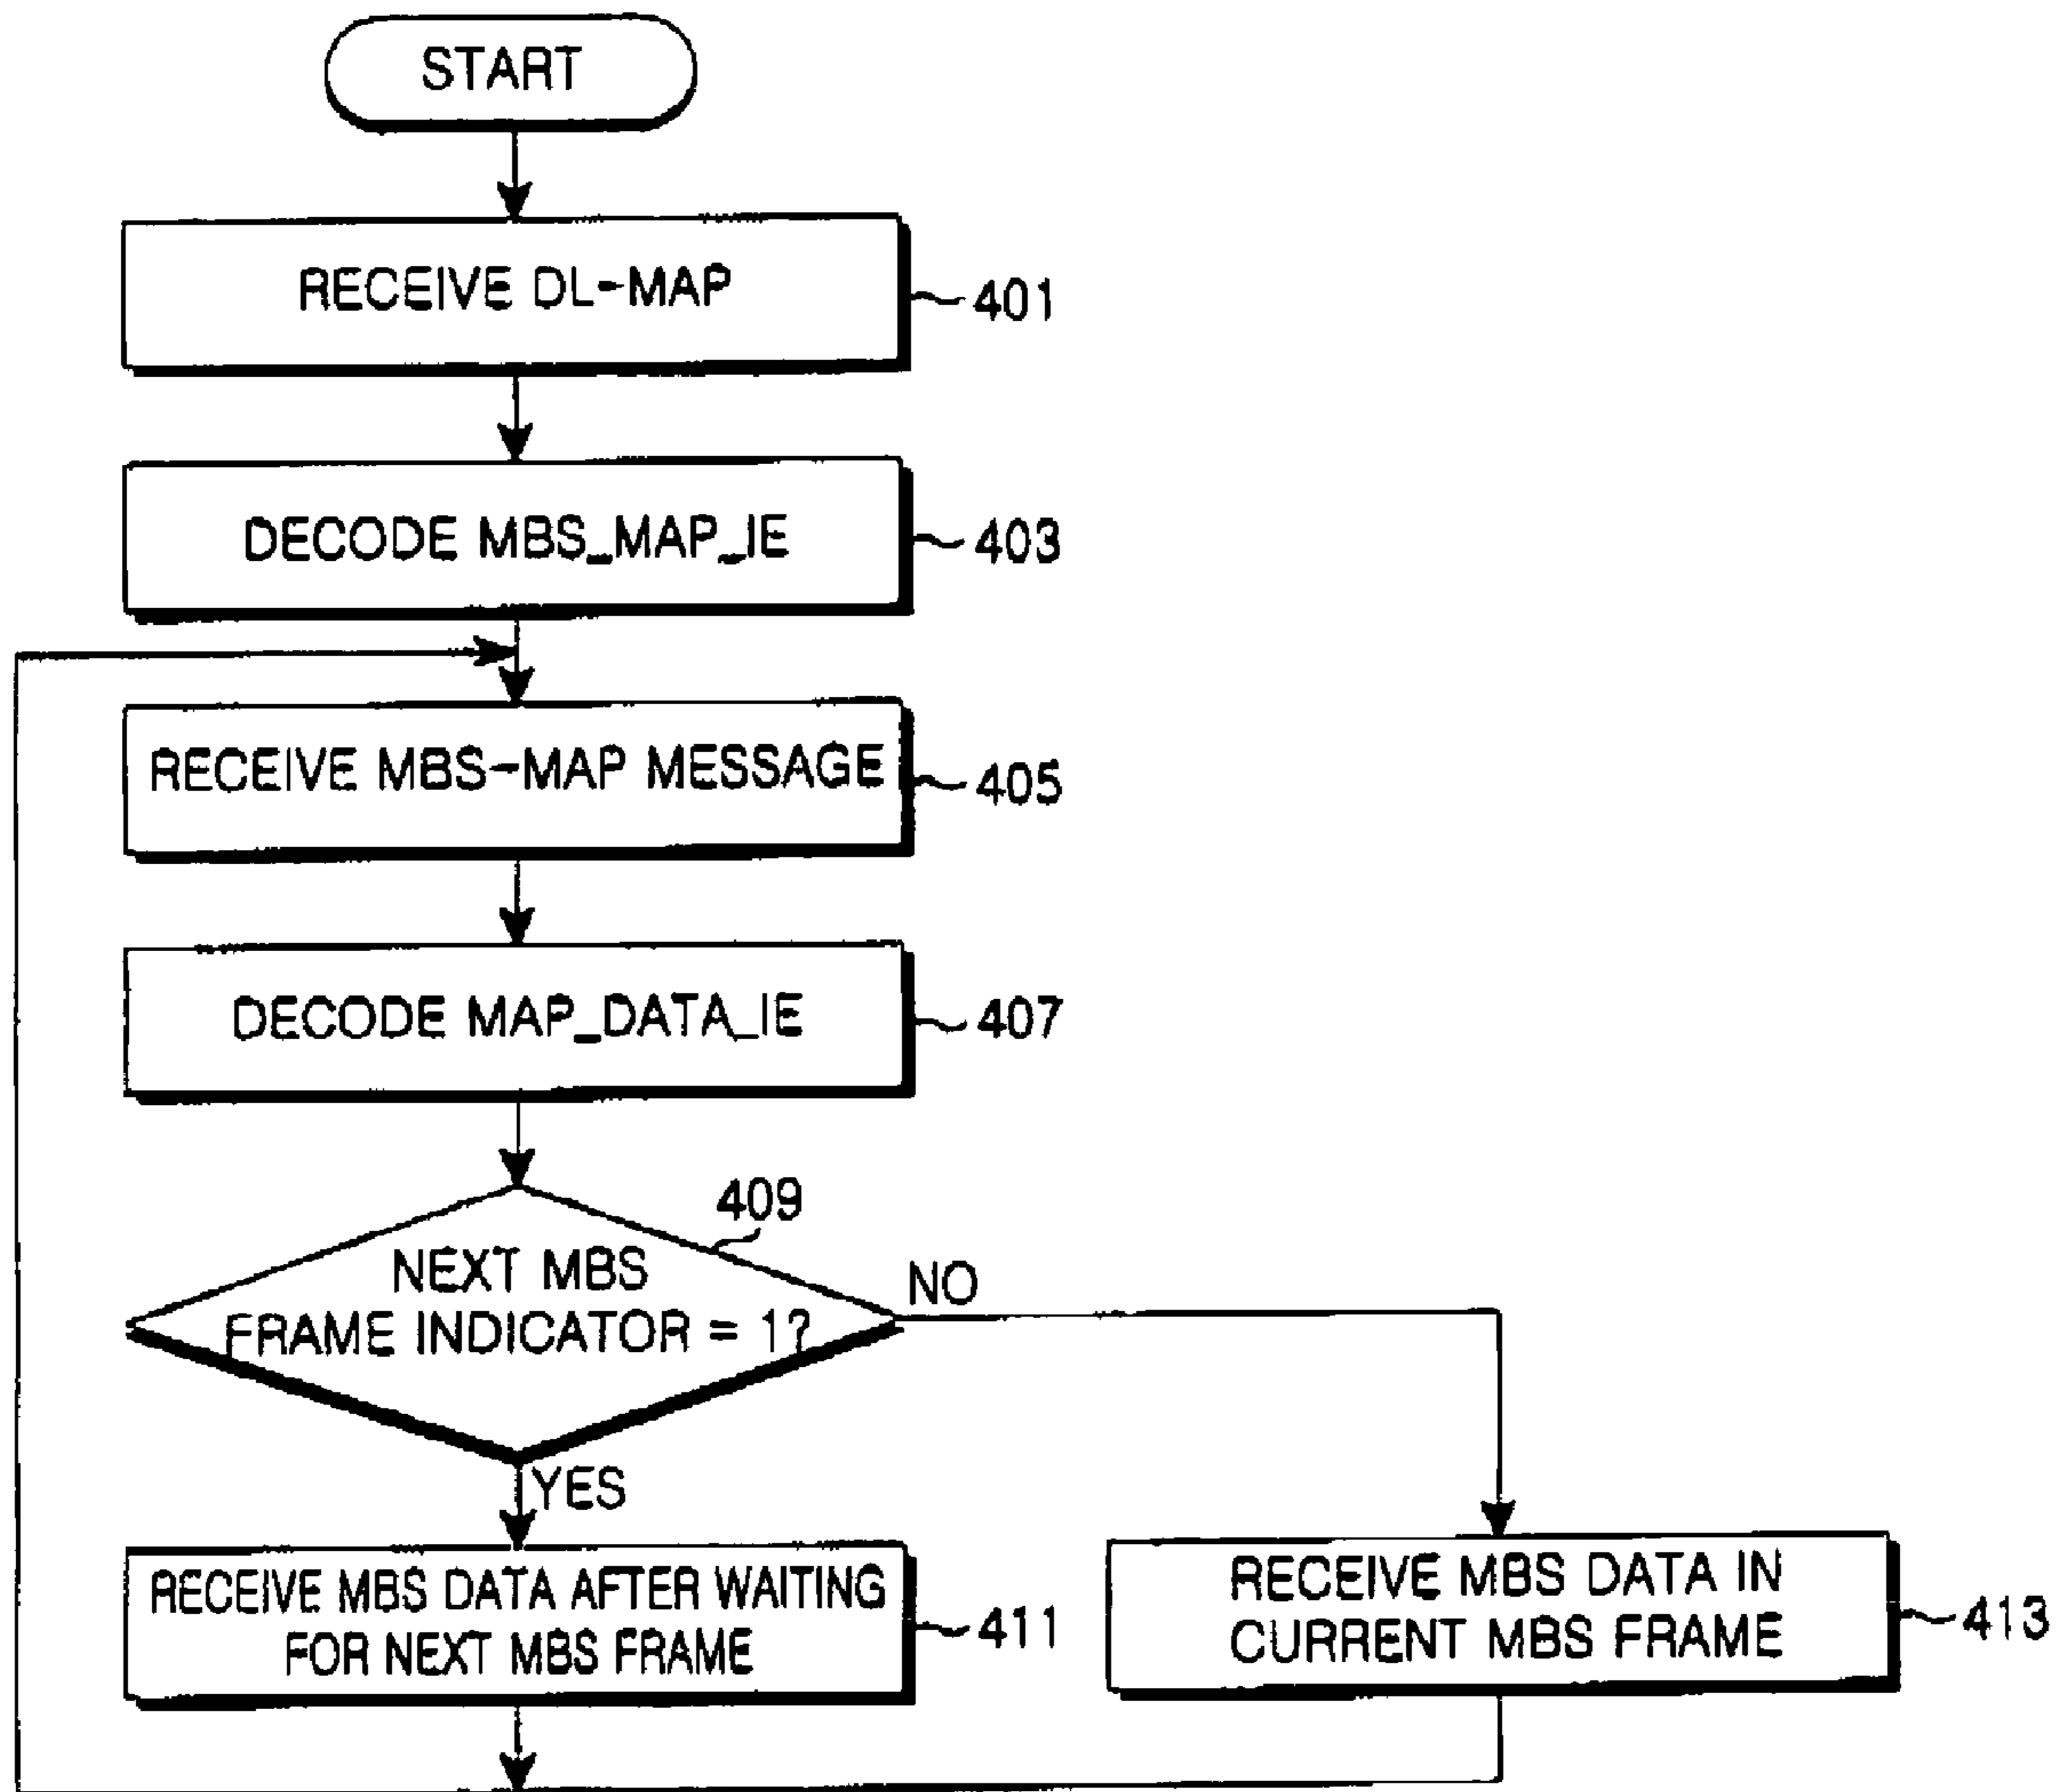 START
RECEIVE DL-MAP
401
DECODE MBS_MAP_IE
403
RECEIVE MBS-MAP MESSAGE
405
DECODE MAP_DATA_IE
407
409
NEXT MBS
FRAME INDICATOR = 1?
NO
YES
RECEIVE MBS DATA AFTER WAITING
FOR NEXT MBS FRAME
411
RECEIVE MBS DATA IN
CURRENT MBS FRAME
413